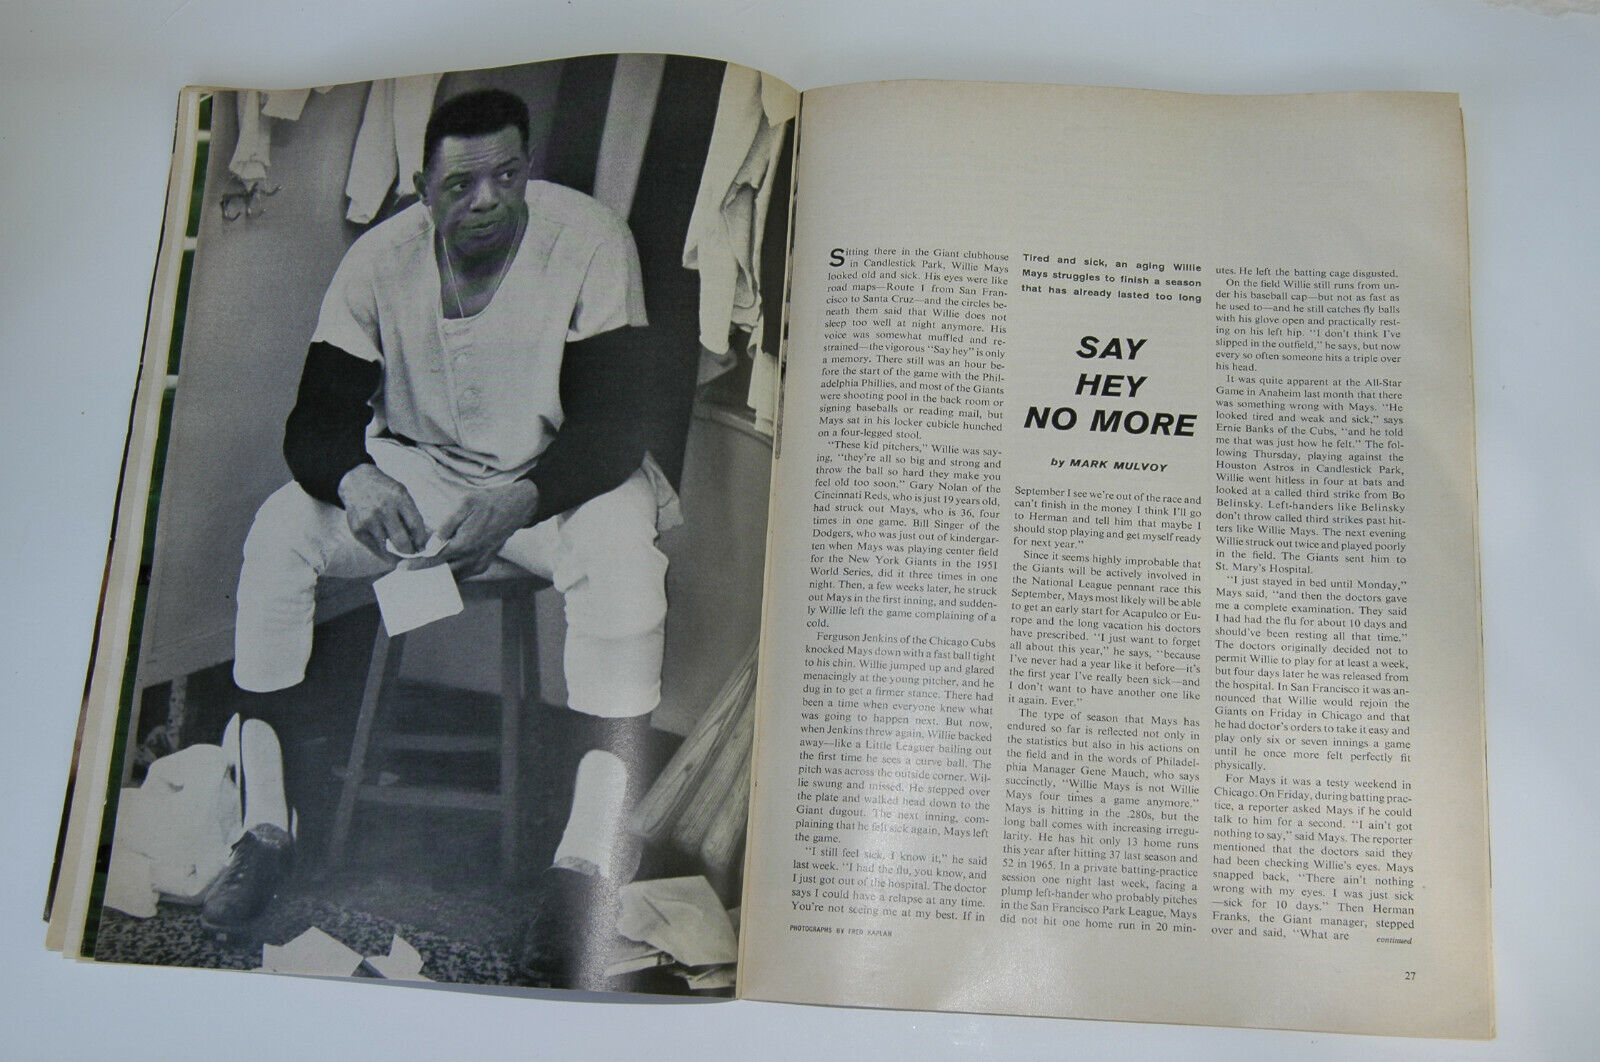 Sitting there in the Giant clubhouse
in Candlestick Park, Willie Mays
looked old and sick. His eyes were like
road maps—Route 1 from San Fran-
cisco to Santa Cruz—and the circles be-
neath them said that Willie does not
sleep too well at night anymore. His
voice was somewhat muffled and re-
strained—the vigorous "Say hey" is only
a memory. There still was an hour be-
fore the start of the game with the Phil-
adelphia Phillies, and most of the Giants
were shooting pool in the back room or
signing baseballs or reading mail, but
Mays sat in his locker cubicle hunched
on a four-legged stool.
"These kid pitchers," Willie was say-
ing, "they're all so big and strong and
throw the ball so hard they make you
feel old too soon." Gary Nolan of the
Cincinnati Reds, who is just 19 years old,
had struck out Mays, who is 36, four
times in one game. Bill Singer of the
Dodgers, who was just out of kindergar-
ten when Mays was playing center field
for the New York Giants in the 1951
World Series, did it three times in one
night. Then, a few weeks later, he struck
out Mays in the first inning, and sudden-
ly Willie left the game complaining of a
cold.
Ferguson Jenkins of the Chicago Cubs
knocked Mays down with a fast ball tight
to his chin. Willie jumped up and glared
menacingly at the young pitcher, and he
dug in to get a firmer stance. There had
been a time when everyone knew what
was going to happen next. But now,
when Jenkins threw again, Willie backed
away—like a Little Leaguer bailing out
the first time he sees a curve ball. The
pitch was across the outside corner. Wil-
lie swung and missed. He stepped over
the plate and walked head down to the
Giant dugout. The next inning, com-
plaining that he felt sick again, Mays left
the game.
"I still feel sick, I know it," he said
last week. "I had the flu, you know, and
I just got out of the hospital. The doctor
says I could have a relapse at any time.
You're not seeing me at my best. If in
PHOTOGRAPHS BY FRED KAPLAN
Tired and sick, an aging Willie
Mays struggles to finish a season
that has already lasted too long
SAY
HEY
NO MORE
by MARK MULVOY
September I see we're out of the race and
can't finish in the money I think I'll go
to Herman and tell him that maybe I
should stop playing and get myself ready
for next year."
Since it seems highly improbable that
the Giants will be actively involved in
the National League pennant race this
September, Mays most likely will be able
to get an early start for Acapulco or Eu-
rope and the long vacation his doctors
have prescribed. "I just want to forget
all about this year," he says, "because
I've never had a year like it before—it's
the first year I've really been sick—and
I don't want to have another one like
it again. Ever."
The type of season that Mays has
endured so far is reflected not only in
the statistics but also in his actions on
the field and in the words of Philadel-
phia Manager Gene Mauch, who says
succinctly, "Willie Mays is not Willie
Mays four times a game anymore."
Mays is hitting in the .280s, but the
long ball comes with increasing irregu-
larity. He has hit only 13 home runs
this year after hitting 37 last season and
52 in 1965. In a private batting-practice
session one night last week, facing a
plump left-hander who probably pitches
in the San Francisco Park League, Mays
did not hit one home run in 20 min-
utes. He left the batting cage disgusted.
On the field Willie still runs from un-
der his baseball cap—but not as fast as
he used to—and he still catches fly balls
with his glove open and practically rest-
ing on his left hip. "I don't think I've
slipped in the outfield," he says, but now
every so often someone hits a triple over
his head.
It was quite apparent at the All-Star
Game in Anaheim last month that there
was something wrong with Mays. "He
looked tired and weak and sick," says
Ernie Banks of the Cubs, "and he told
me that was just how he felt." The fol-
lowing Thursday, playing against the
Houston Astros in Candlestick Park,
Willie went hitless in four at bats and
looked at a called third strike from Bo
Belinsky. Left-handers like Belinsky
don't throw called third strikes past hit-
ters like Willie Mays. The next evening
Willie struck out twice and played poorly
in the field. The Giants sent him to
St. Mary's Hospital.
"I just stayed in bed until Monday,"
Mays said, "and then the doctors gave
me a complete examination. They said
I had had the flu for about 10 days and
should've been resting all that time."
The doctors originally decided not to
permit Willie to play for at least a week,
but four days later he was released from
the hospital. In San Francisco it was an-
nounced that Willie would rejoin the
Giants on Friday in Chicago and that
he had doctor's orders to take it easy and
play only six or seven innings a game
until he once more felt perfectly fit
physically.
For Mays it was a testy weekend in
Chicago. On Friday, during batting prac-
tice, a reporter asked Mays if he could
talk to him for a second. "I ain't got
nothing to say," said Mays. The reporter
mentioned that the doctors said they
had been checking Willie's eyes. Mays
snapped back, "There ain't nothing
wrong with my eyes. I was just sick
—sick for 10 days." Then Herman
Franks, the Giant manager, stepped
over and said, "What are
continued
27